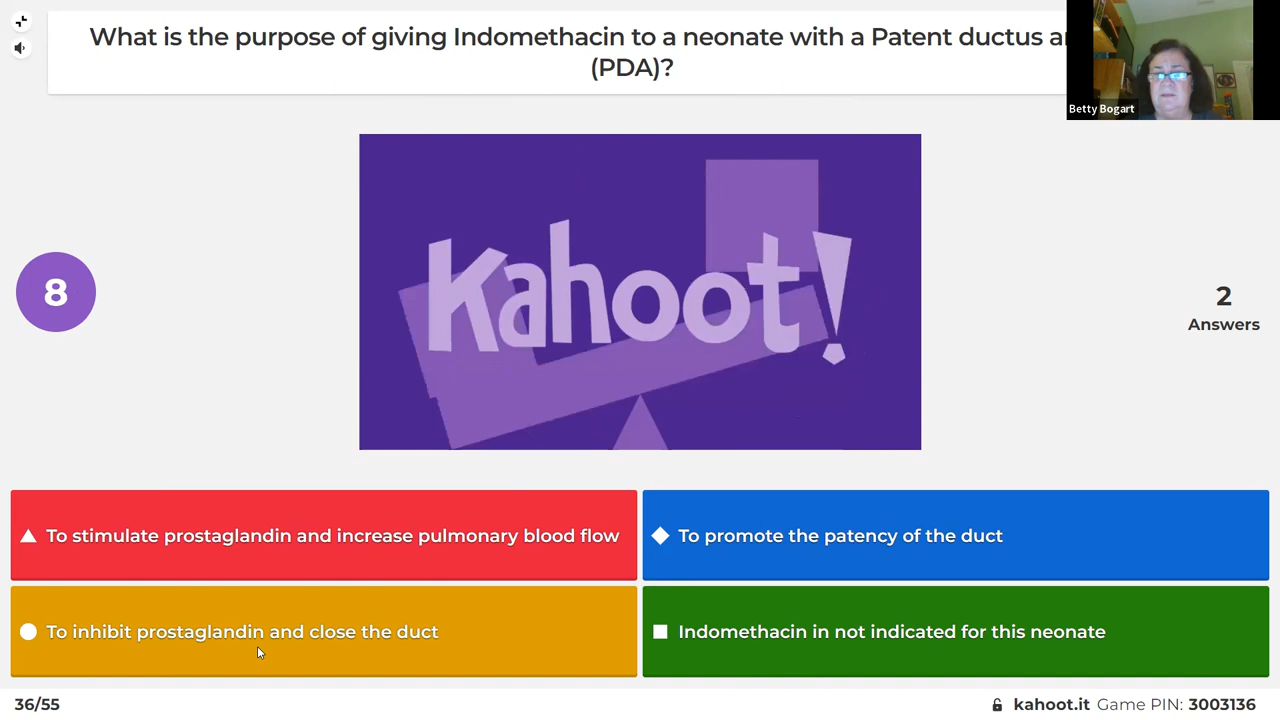 What is the purpose of giving Indomethacin to a neonate with a Patent ductus
(PDA)?
Betty Bogart
Kahoot!
8
2
Answers
To stimulate prostaglandin and increase pulmonary blood flow
To promote the patency of the duct
To inhibit prostaglandin and close the duct
Indomethacin in not indicated for this neonate
36/55
kahoot.it Game PIN: 3003136